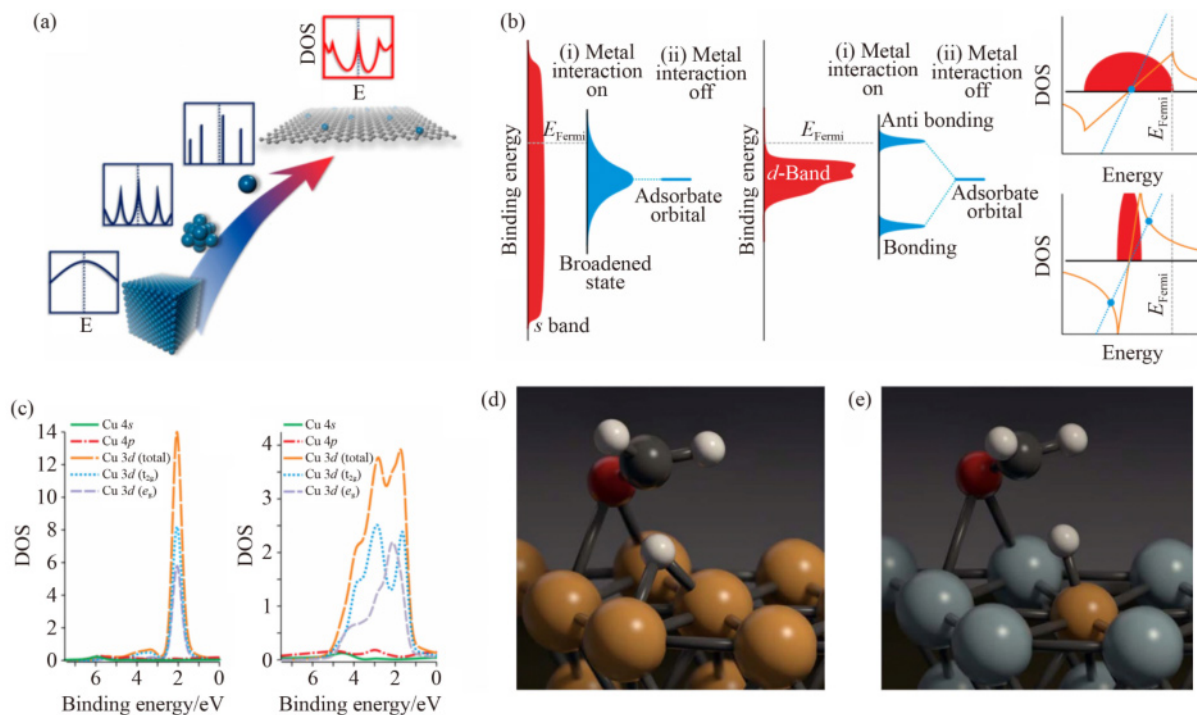 (a)
DOS
E
E
(b)
(i) Metal
interaction
on
(ii) Metal
interaction
off
Binding energy
E_Fermi
Adsorbate
orbital
Broadened
state
s band
(i) Metal
interaction
on
(ii) Metal
interaction
off
Binding energy
E_Fermi
Anti bonding
d-Band
Adsorbate
orbital
Bonding
DOS
E_Fermi
Energy
DOS
E_Fermi
Energy
(c)
Cu 4s
Cu 4p
Cu 3d (total)
Cu 3d (t₂g)
Cu 3d (eg)
DOS
14
12
10
8
6
4
2
0
6 4 2 0
Binding energy/eV
Cu 4s
Cu 4p
Cu 3d (total)
Cu 3d (t₂g)
Cu 3d (eg)
DOS
4
3
2
1
0
6 4 2 0
Binding energy/eV
(d)
(e)